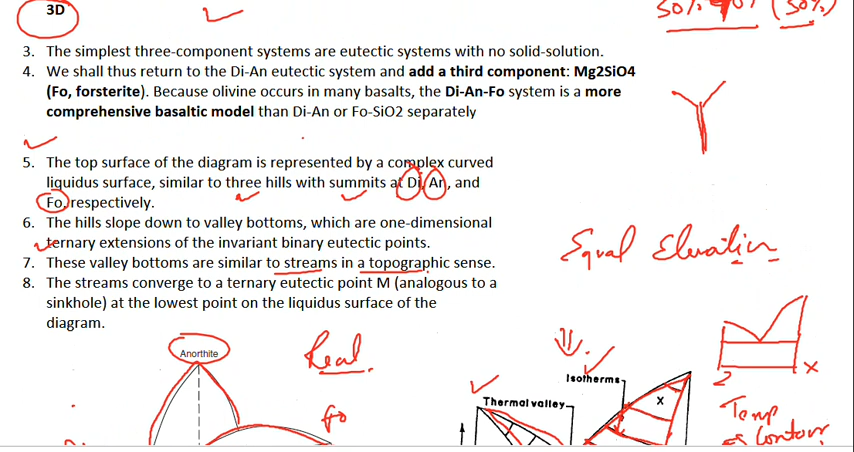 50% (50%)
3D
3. The simplest three-component systems are eutectic systems with no solid-solution.
4. We shall thus return to the Di-An eutectic system and add a third component: Mg2SiO4
(Fo, forsterite). Because olivine occurs in many basalts, the Di-An-Fo system is a more
comprehensive basaltic model than Di-An or Fo-SiO2 separately
Y
5. The top surface of the diagram is represented by a complex curved
liquidus surface, similar to three hills with summits at Di, An, and
Fo, respectively.
6. The hills slope down to valley bottoms, which are one-dimensional
ternary extensions of the invariant binary eutectic points.
Equal Elevation
7. These valley bottoms are similar to streams in a topographic sense.
8. The streams converge to a ternary eutectic point M (analogous to a
sinkhole) at the lowest point on the liquidus surface of the
diagram.
Anorthite
Real.
Isotherms
x
Thermal valley
X
fo
Temp
Contour